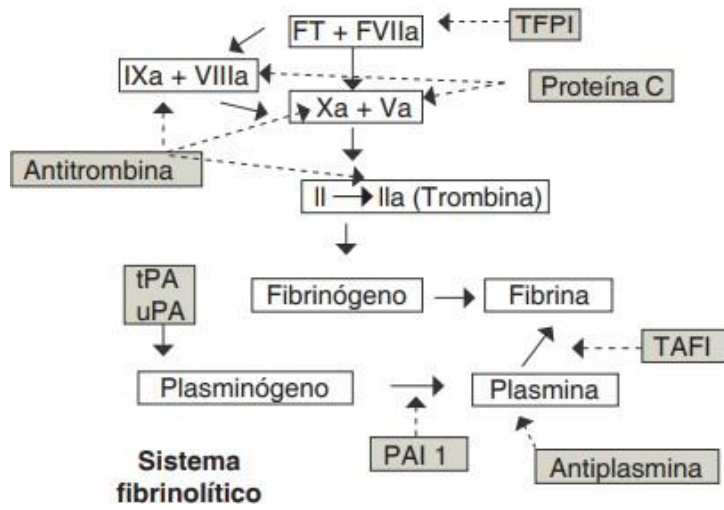 FT + FVIIa
TFPI
IXa + VIIIa
Proteína C
Xa + Va
Antitrombina
II IIa (Trombina)
tPA
uPA
Fibrinógeno
Fibrina
TAFI
Plasminógeno
Plasmina
PAI 1
Antiplasmina
Sistema
fibrinolítico